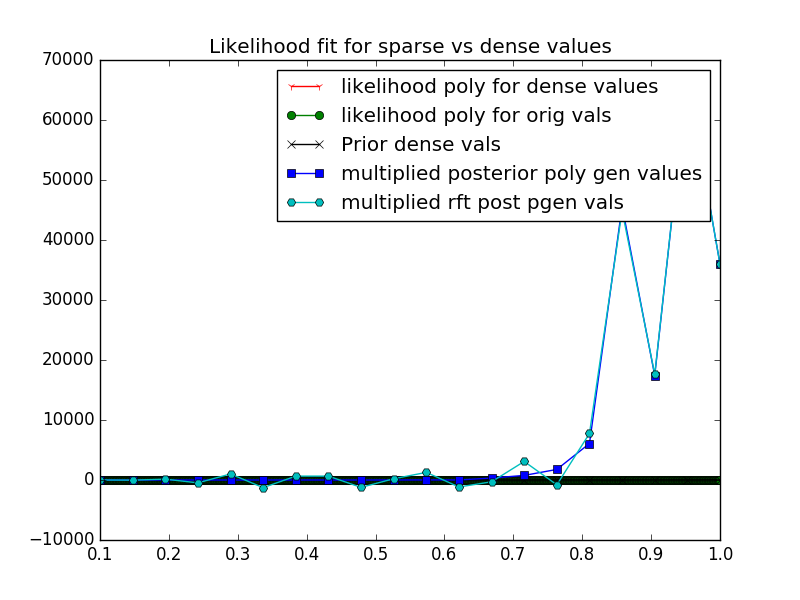 Likelihood fit for sparse vs dense values
70000
60000
50000
40000
30000
20000
10000
0
−10000
likelihood poly for dense values
likelihood poly for orig vals
Prior dense vals
multiplied posterior poly gen values
multiplied rft post pgen vals
0.1 0.2 0.3 0.4 0.5 0.6 0.7 0.8 0.9 1.0